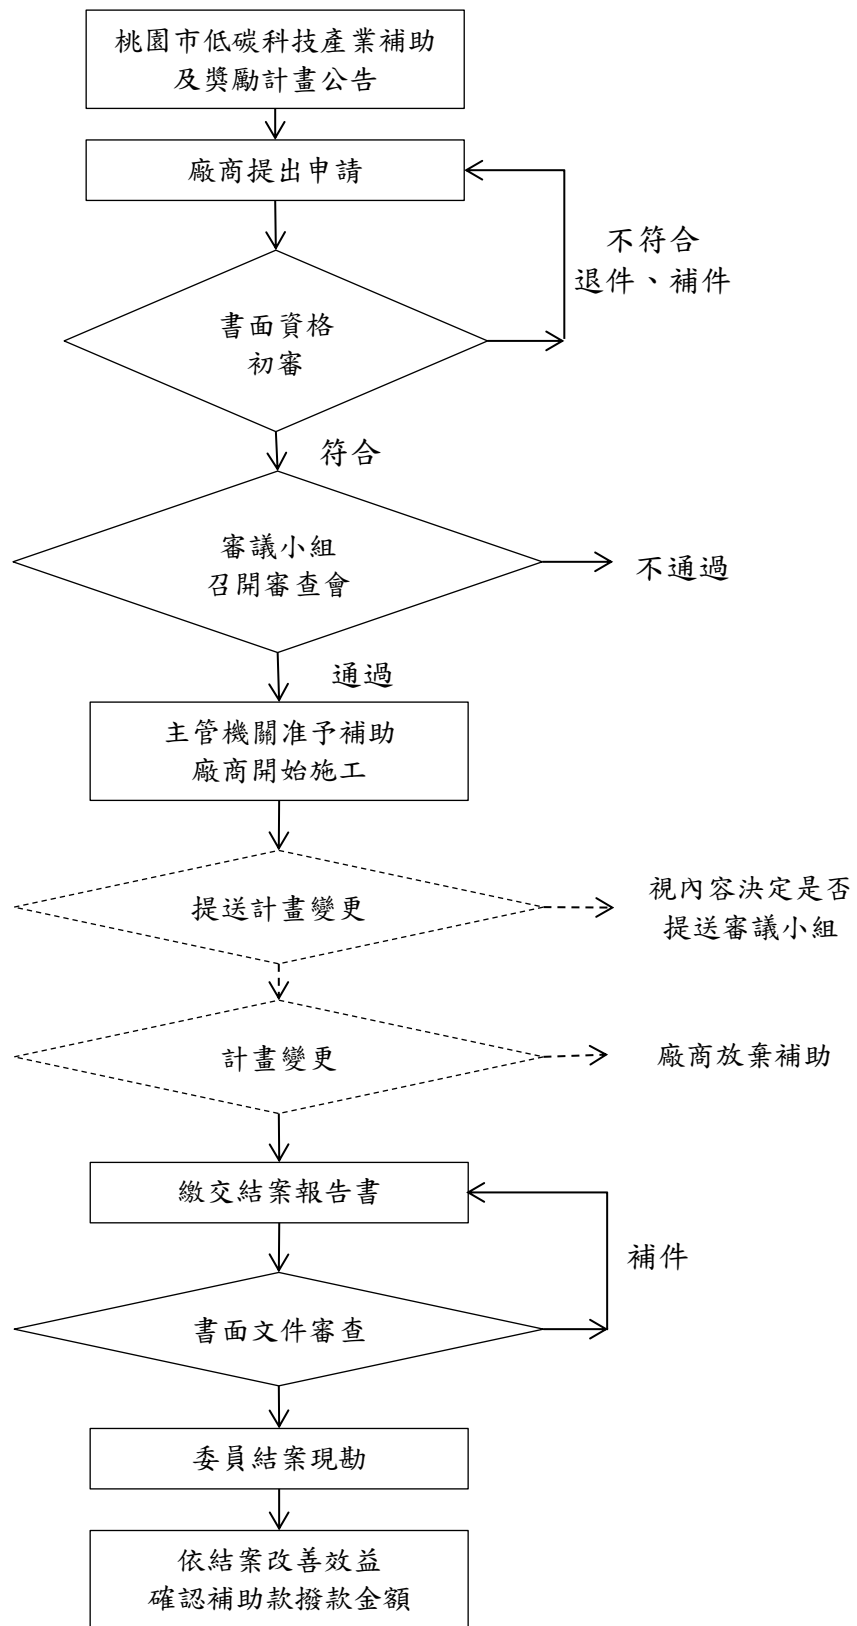 桃園市低碳科技產業補助
及獎勵計畫公告
廠商提出申請
不符合
退件、補件
書面資格
初審
符合
審議小組
召開審查會
不通過
通過
主管機關准予補助
廠商開始施工
提送計畫變更
視內容決定是否
提送審議小組
計畫變更
廠商放棄補助
繳交結案報告書
補件
書面文件審查
委員結案現勘
依結案改善效益
確認補助款撥款金額